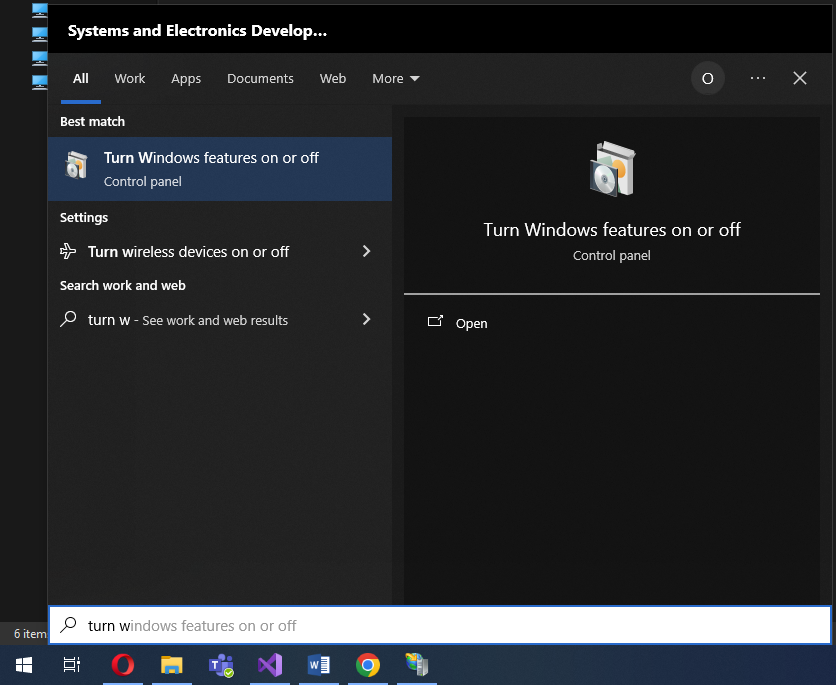 Systems and Electronics Develop...
All Work Apps Documents Web More O ...
Best match
Turn Windows features on or off
Control panel
Settings
Turn wireless devices on or off
Search work and web
turn w - See work and web results
Turn Windows features on or off
Control panel
Open
turn windows features on or off
6 item